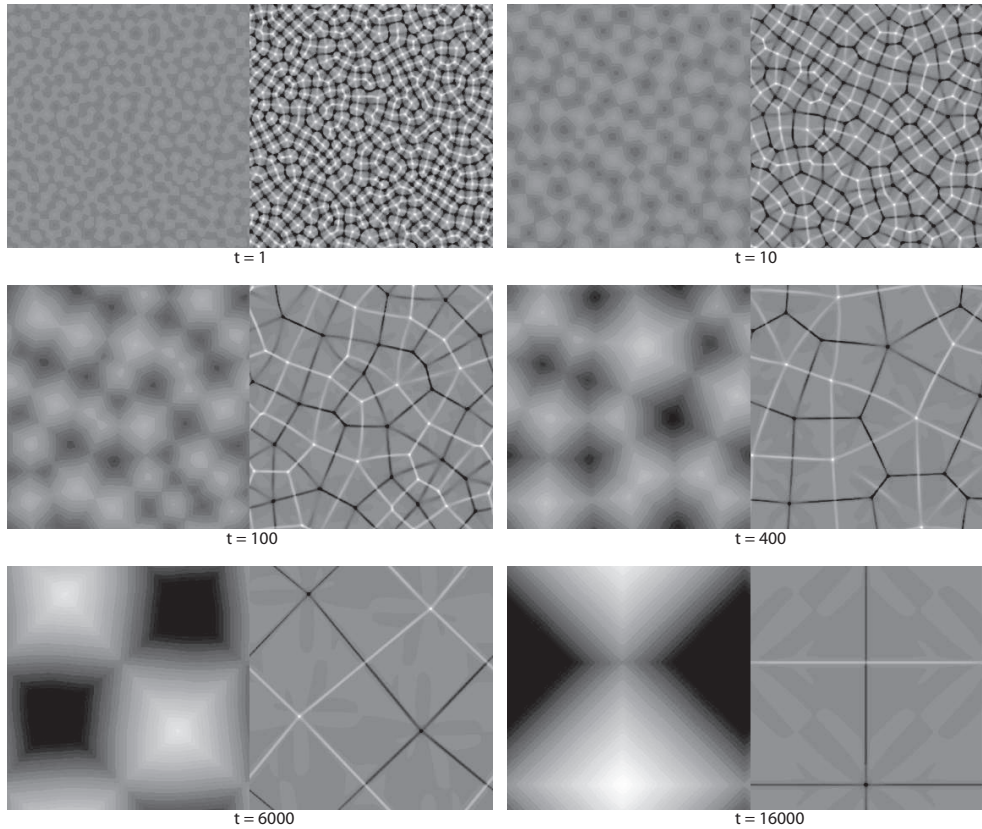 t = 1
t = 10
t = 100
t = 400
t = 6000
t = 16000